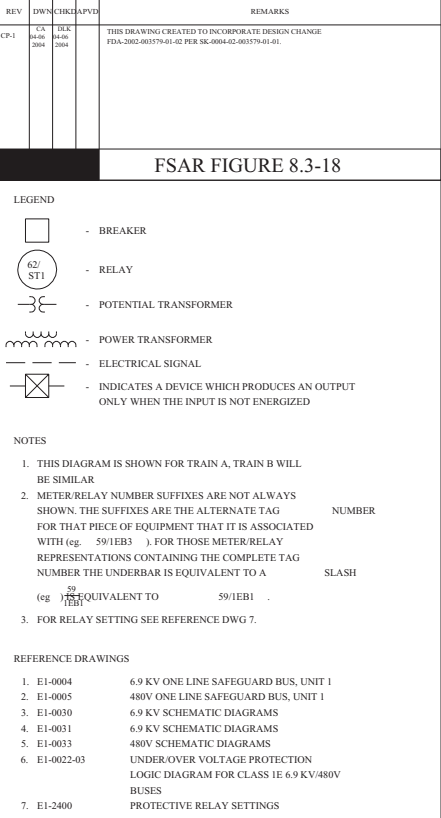 REV DWN CHKD APVD REMARKS
CP-1 CA 04-06 2004 DLK 04-06 2004 THIS DRAWING CREATED TO INCORPORATE DESIGN CHANGE
FDA-2002-003579-01-02 PER SK-0004-02-003579-01-01.
FSAR FIGURE 8.3-18
LEGEND
- BREAKER
62/
ST1
- RELAY
- POTENTIAL TRANSFORMER
- POWER TRANSFORMER
- ELECTRICAL SIGNAL
- INDICATES A DEVICE WHICH PRODUCES AN OUTPUT
ONLY WHEN THE INPUT IS NOT ENERGIZED
NOTES
1. THIS DIAGRAM IS SHOWN FOR TRAIN A, TRAIN B WILL
BE SIMILAR
2. METER/RELAY NUMBER SUFFIXES ARE NOT ALWAYS
SHOWN. THE SUFFIXES ARE THE ALTERNATE TAG NUMBER
FOR THAT PIECE OF EQUIPMENT THAT IT IS ASSOCIATED
WITH (eg. 59/1EB3 ). FOR THOSE METER/RELAY
REPRESENTATIONS CONTAINING THE COMPLETE TAG
NUMBER THE UNDERBAR IS EQUIVALENT TO A SLASH
(eg 59 1EB1 ) IS EQUIVALENT TO 59/1EB1 .
3. FOR RELAY SETTING SEE REFERENCE DWG 7.
REFERENCE DRAWINGS
1. E1-0004 6.9 KV ONE LINE SAFEGUARD BUS, UNIT 1
2. E1-0005 480V ONE LINE SAFEGUARD BUS, UNIT 1
3. E1-0030 6.9 KV SCHEMATIC DIAGRAMS
4. E1-0031 6.9 KV SCHEMATIC DIAGRAMS
5. E1-0033 480V SCHEMATIC DIAGRAMS
6. E1-0022-03 UNDER/OVER VOLTAGE PROTECTION
LOGIC DIAGRAM FOR CLASS 1E 6.9 KV/480V
BUSES
7. E1-2400 PROTECTIVE RELAY SETTINGS